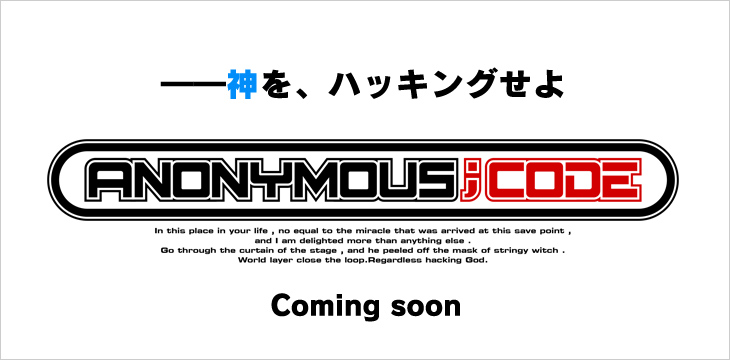 ――神を、ハッキングせよ
ANONYMOUS;CODE
In this place in your life , no equal to the miracle that was arrived at this save point ,
and I am delighted more than anything else .
Go through the curtain of the stage , and he peeled off the mask of stringy witch .
World layer close the loop.Regardless hacking God.
Coming soon